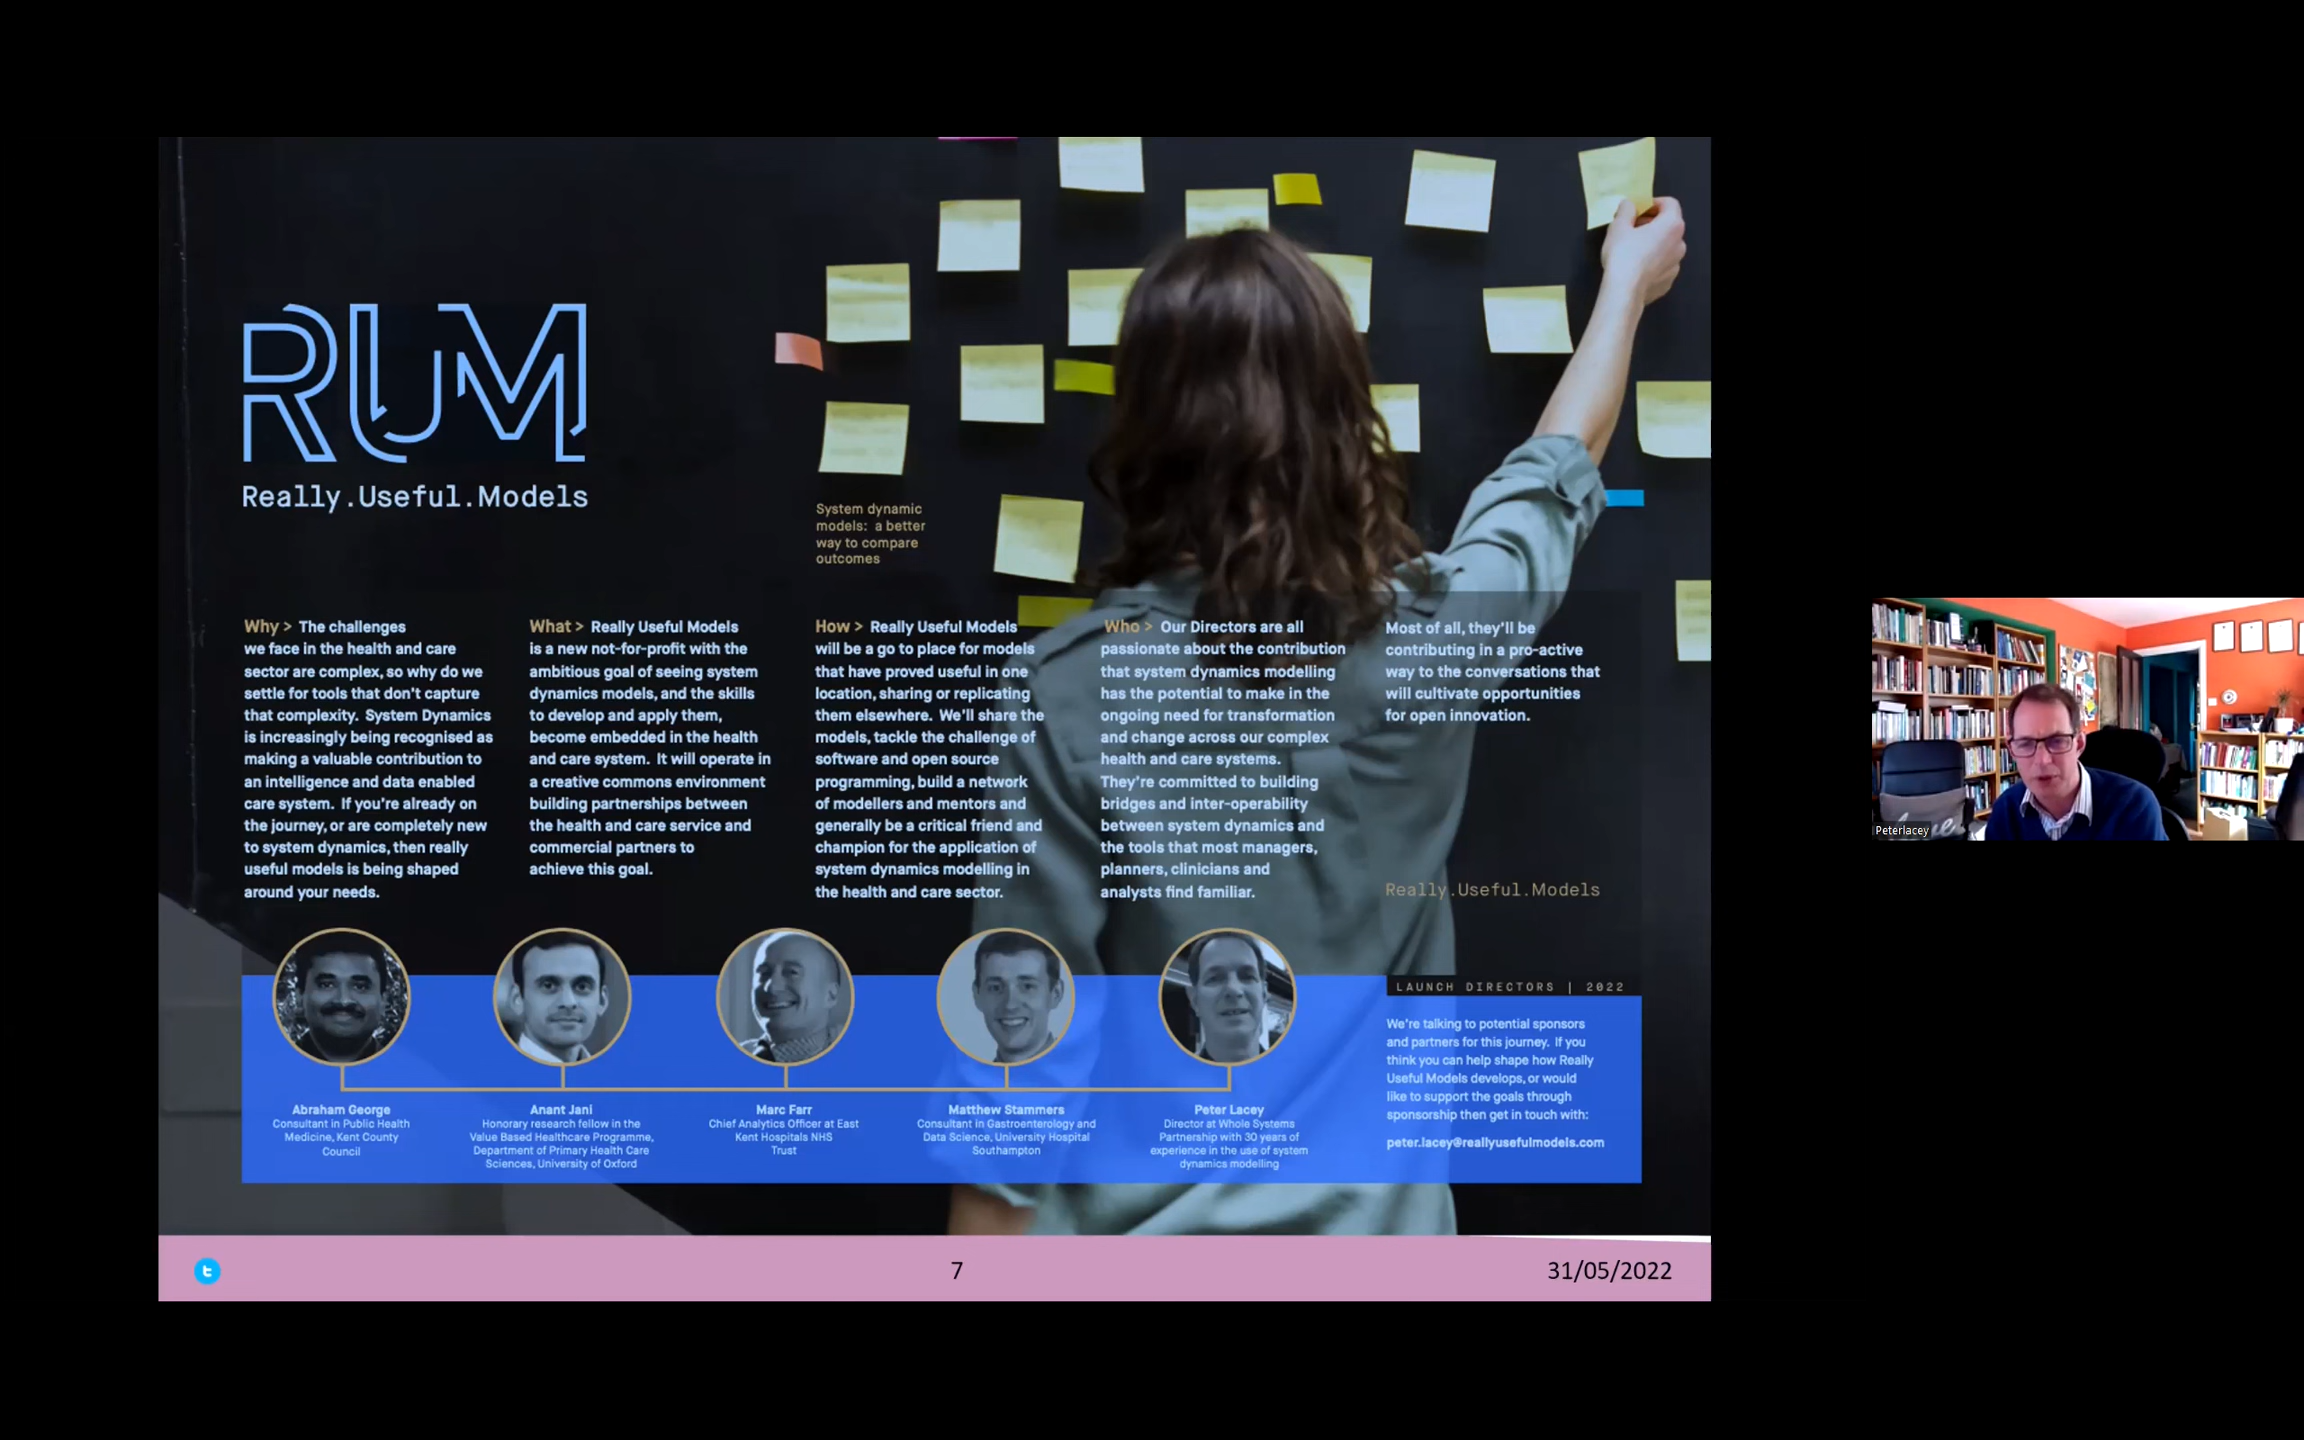 RUM
Really.Useful.Models
System dynamic
models: a better
way to compare
outcomes
Why > The challenges
we face in the health and care
sector are complex, so why do we
settle for tools that don't capture
that complexity. System Dynamics
is increasingly being recognised as
making a valuable contribution to
an intelligence and data enabled
care system. If you're already on
the journey, or are completely new
to system dynamics, then really
useful models is being shaped
around your needs.
What > Really Useful Models
is a new not-for-profit with the
ambitious goal of seeing system
dynamics models, and the skills
to develop and apply them,
become embedded in the health
and care system. It will operate in
a creative commons environment
building partnerships between
the health and care service and
commercial partners to
achieve this goal.
How > Really Useful Models
will be a go to place for models
that have proved useful in one
location, sharing or replicating
them elsewhere. We'll share the
models, tackle the challenge of
software and open source
programming, build a network
of modellers and mentors and
generally be a critical friend and
champion for the application of
system dynamics modelling in
the health and care sector.
Who > Our Directors are all
passionate about the contribution
that system dynamics modelling
has the potential to make in the
ongoing need for transformation
and change across our complex
health and care systems.
They're committed to building
bridges and inter-operability
between system dynamics and
the tools that most managers,
planners, clinicians and
analysts find familiar.
Most of all, they'll be
contributing in a pro-active
way to the conversations that
will cultivate opportunities
for open innovation.
Really.Useful.Models
Abraham George
Consultant in Public Health
Medicine, Kent County
Council
Anant Jani
Honorary research fellow in the
Value Based Healthcare Programme,
Department of Primary Health Care
Sciences, University of Oxford
Marc Farr
Chief Analytics Officer at East
Kent Hospitals NHS
Trust
Matthew Stammers
Consultant in Gastroenterology and
Data Science, University Hospital
Southampton
Peter Lacey
Director at Whole Systems
Partnership with 30 years of
experience in the use of system
dynamics modelling
LAUNCH DIRECTORS | 2022
We're talking to potential sponsors
and partners for this journey. If you
think you can help shape how Really
Useful Models develops, or would
like to support the goals through
sponsorship then get in touch with:
peter.lacey@reallyusefulmodels.com
7
31/05/2022
Peterlacey